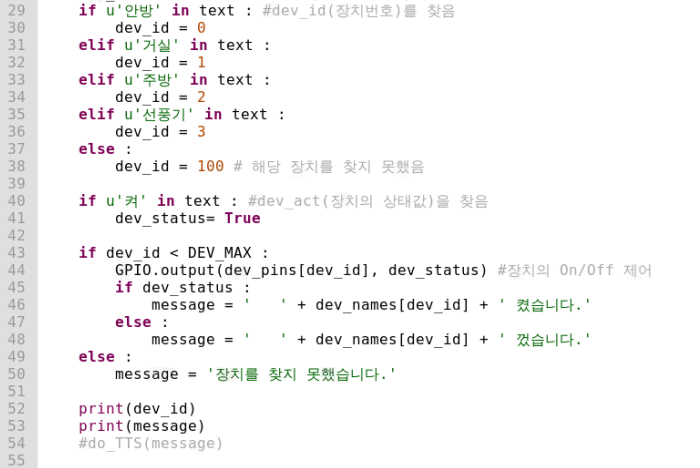 29 if u'안방' in text : #dev_id(장치번호)를 찾음
30 dev_id = 0
31 elif u'거실' in text :
32 dev_id = 1
33 elif u'주방' in text :
34 dev_id = 2
35 elif u'선풍기' in text :
36 dev_id = 3
37 else :
38 dev_id = 100 # 해당 장치를 찾지 못했음
39
40 if u'켜' in text : #dev_act(장치의 상태값)을 찾음
41 dev_status= True
42
43 if dev_id < DEV_MAX :
44 GPIO.output(dev_pins[dev_id], dev_status) #장치의 On/Off 제어
45 if dev_status :
46 message = '   ' + dev_names[dev_id] + ' 켰습니다.'
47 else :
48 message = '   ' + dev_names[dev_id] + ' 껐습니다.'
49 else :
50 message = '장치를 찾지 못했습니다.'
51
52 print(dev_id)
53 print(message)
54 #do_TTS(message)
55